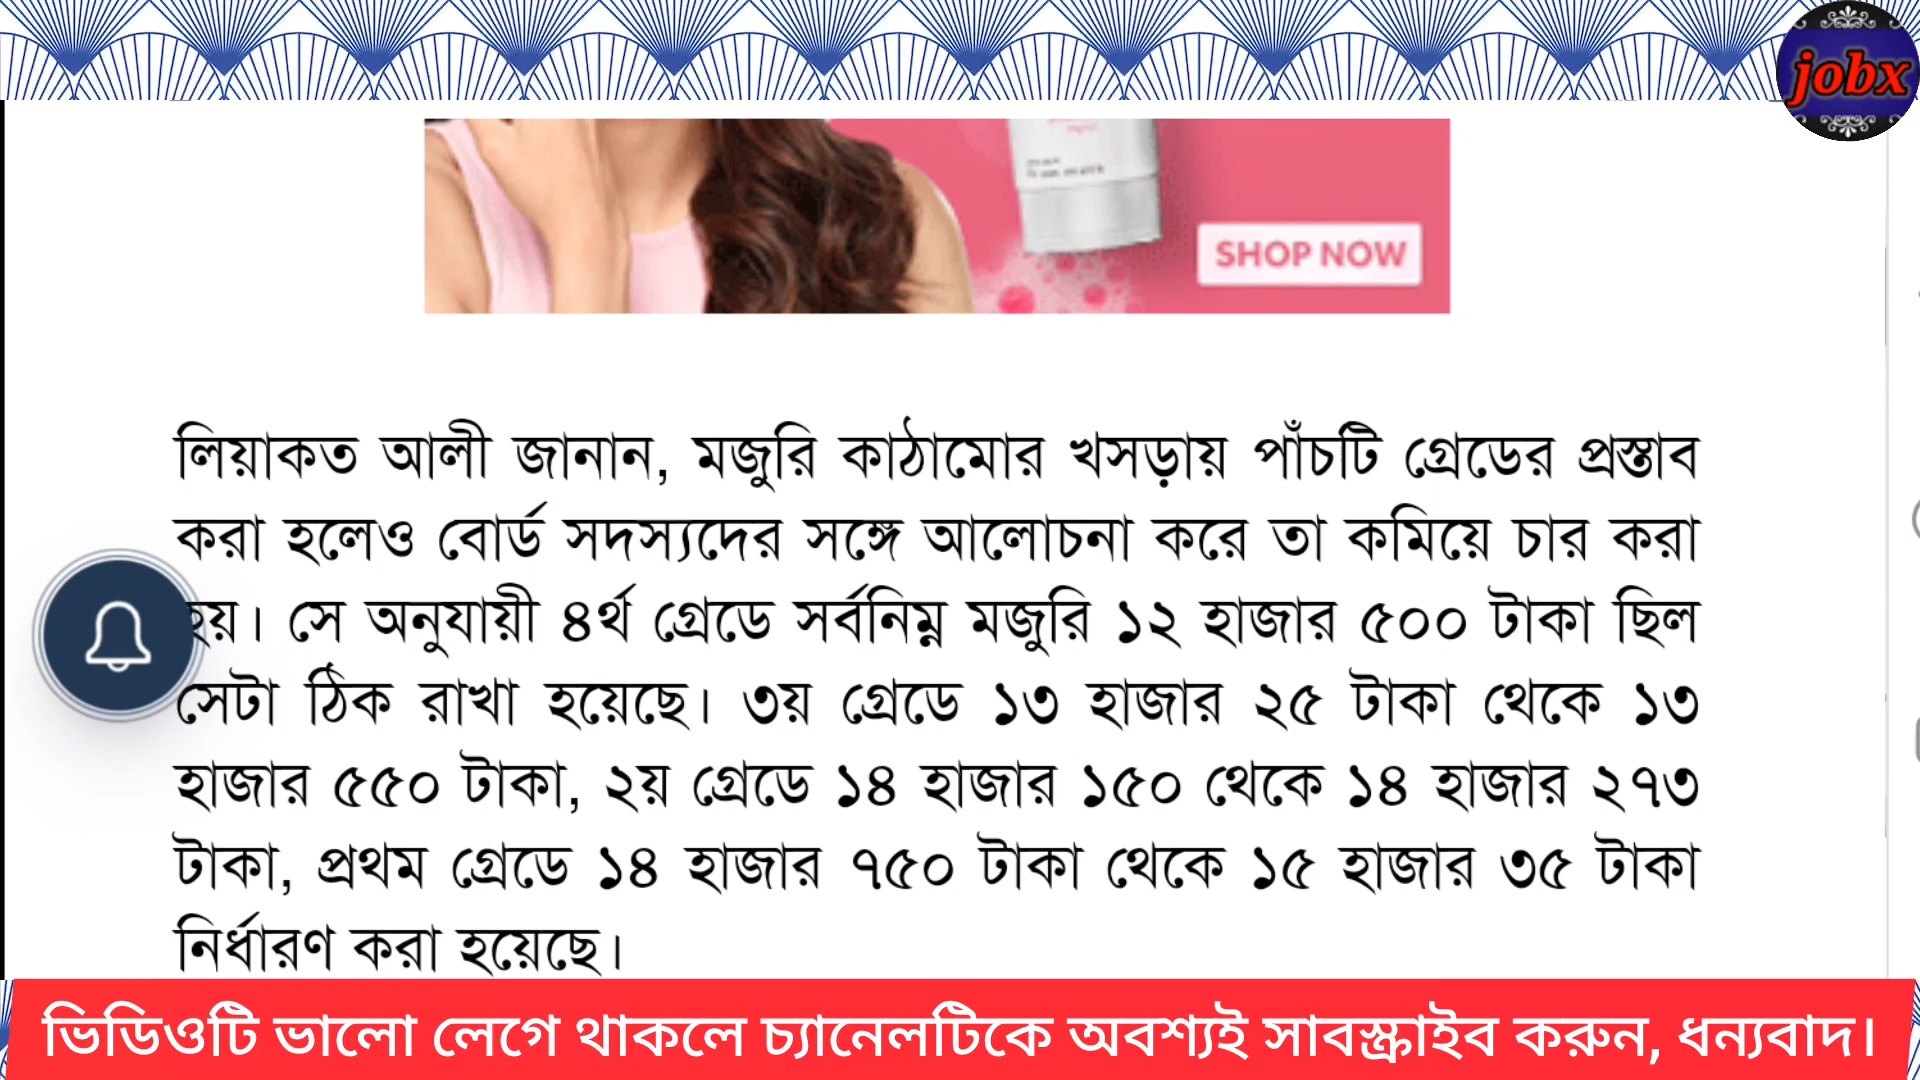 jobx
SHOP NOW
লিয়াকত আলী জানান, মজুরি কাঠামোর খসড়ায় পাঁচটি গ্রেডের প্রস্তাব
করা হলেও বোর্ড সদস্যদের সঙ্গে আলোচনা করে তা কমিয়ে চার করা
হয়। সে অনুযায়ী ৪র্থ গ্রেডে সর্বনিম্ন মজুরি ১২ হাজার ৫০০ টাকা ছিল
সেটা ঠিক রাখা হয়েছে। ৩য় গ্রেডে ১৩ হাজার ২৫ টাকা থেকে ১৩
হাজার ৫৫০ টাকা, ২য় গ্রেডে ১৪ হাজার ১৫০ থেকে ১৪ হাজার ২৭৩
টাকা, প্রথম গ্রেডে ১৪ হাজার ৭৫০ টাকা থেকে ১৫ হাজার ৩৫ টাকা
নির্ধারণ করা হয়েছে।
ভিডিওটি ভালো লেগে থাকলে চ্যানেলটিকে অবশ্যই সাবস্ক্রাইব করুন, ধন্যবাদ।